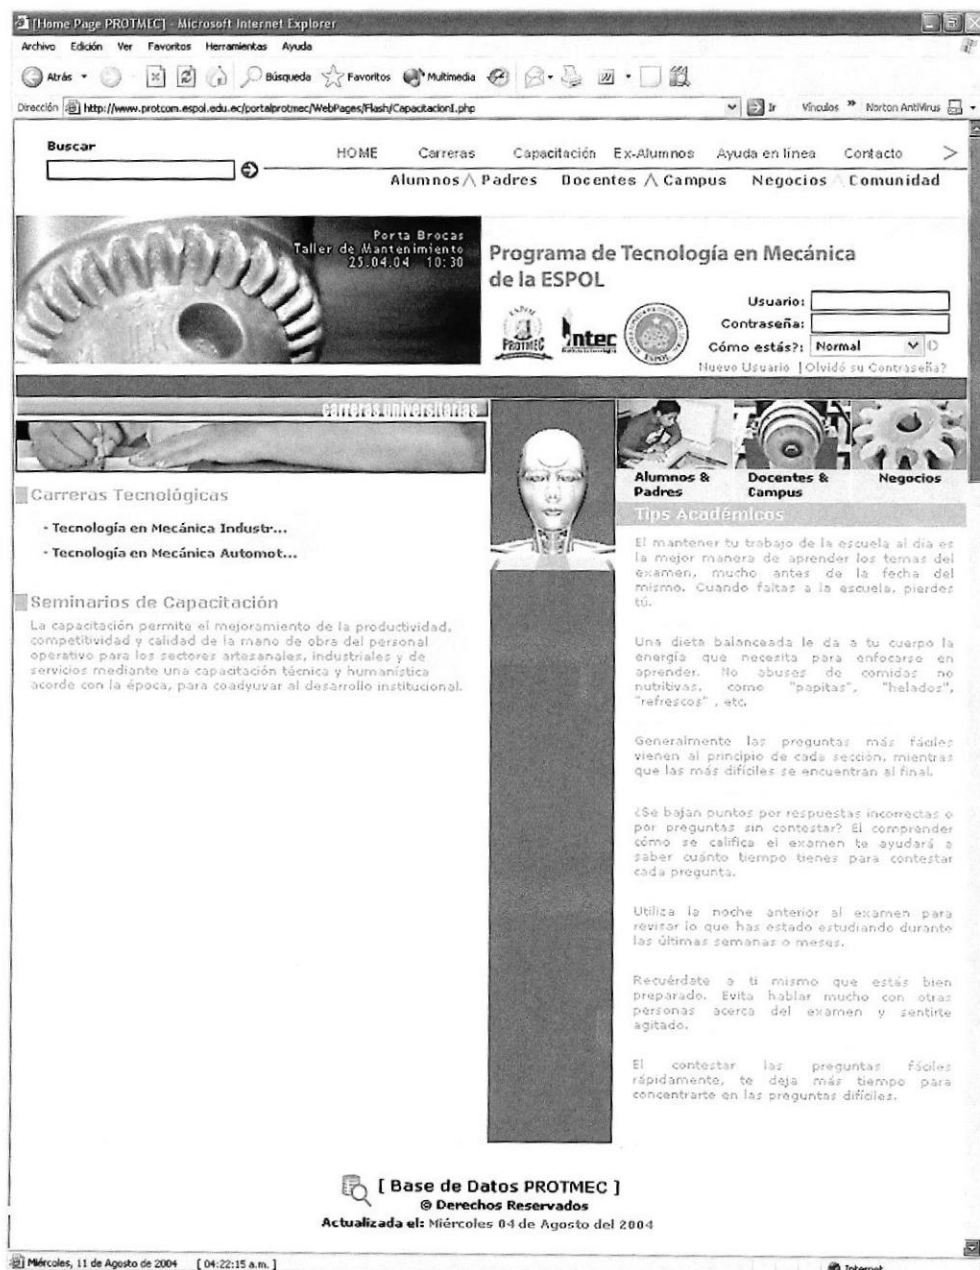 [Home Page PROTMEC] - Microsoft Internet Explorer
Archivo Edición Ver Favoritos Herramientas Ayuda
Atrás Búsqueda Favoritos Multimedia
Dirección http://www.protcom.espol.edu.ec/portalprotmec/WebPages/Flash/Capacitacion1.php Ir Vínculos » Norton AntiVirus
Buscar
HOME Carreras Capacitación Ex-Alumnos Ayuda en línea Contacto >
Alumnos Padres Docentes Campus Negocios Comunidad
Porta Brocas
Taller de Mantenimiento
25.04.04 10:30
Programa de Tecnología en Mecánica
de la ESPOL
ESPOL
PROTMEC
Intec
ESPOL
Usuario:
Contraseña:
Cómo estás?: Normal
Nuevo Usuario | Olvidó su Contraseña?
carreras universitarias
Carreras Tecnológicas
- Tecnología en Mecánica Industr...
- Tecnología en Mecánica Automot...
Seminarios de Capacitación
La capacitación permite el mejoramiento de la productividad,
competitividad y calidad de la mano de obra del personal
operativo para los sectores artesanales, industriales y de
servicios mediante una capacitación técnica y humanística
acorde con la época, para coadyuvar al desarrollo institucional.
Alumnos &
Padres
Docentes &
Campus
Negocios
Tips Académicos
El mantener tu trabajo de la escuela al día es
la mejor manera de aprender los temas del
examen, mucho antes de la fecha del
mismo. Cuando faltas a la escuela, pierdes
tú.
Una dieta balanceada le da a tu cuerpo la
energía que necesita para enfocarse en
aprender. No abuses de comidas no
nutritivas, como "papitas", "helados",
"refrescos" , etc.
Generalmente las preguntas más fáciles
vienen al principio de cada sección, mientras
que las más difíciles se encuentran al final.
¿Se bajan puntos por respuestas incorrectas o
por preguntas sin contestar? El comprender
cómo se califica el examen te ayudará a
saber cuánto tiempo tienes para contestar
cada pregunta.
Utiliza la noche anterior al examen para
revisar lo que has estado estudiando durante
las últimas semanas o meses.
Recuérdate a ti mismo que estás bien
preparado. Evita hablar mucho con otras
personas acerca del examen y sentirte
agitado.
El contestar las preguntas fáciles
rápidamente, te deja más tiempo para
concentrarte en las preguntas difíciles.
[ Base de Datos PROTMEC ]
© Derechos Reservados
Actualizada el: Miércoles 04 de Agosto del 2004
Miércoles, 11 de Agosto de 2004 [ 04:22:15 a.m. ] Internet